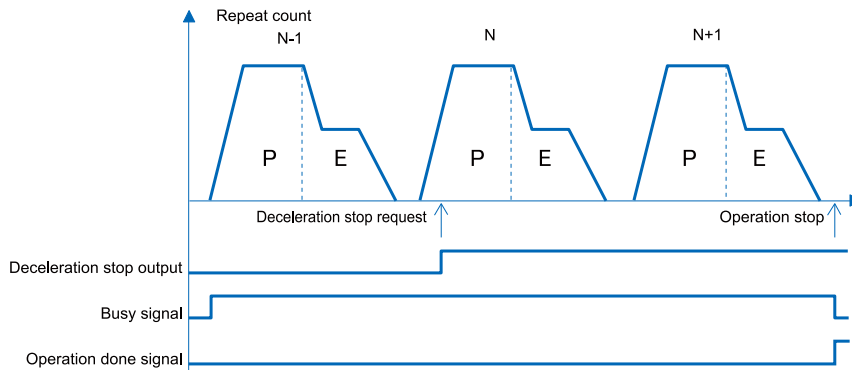 Repeat count
N-1 N N+1
P E P E P E
Deceleration stop request Operation stop
Deceleration stop output
Busy signal
Operation done signal